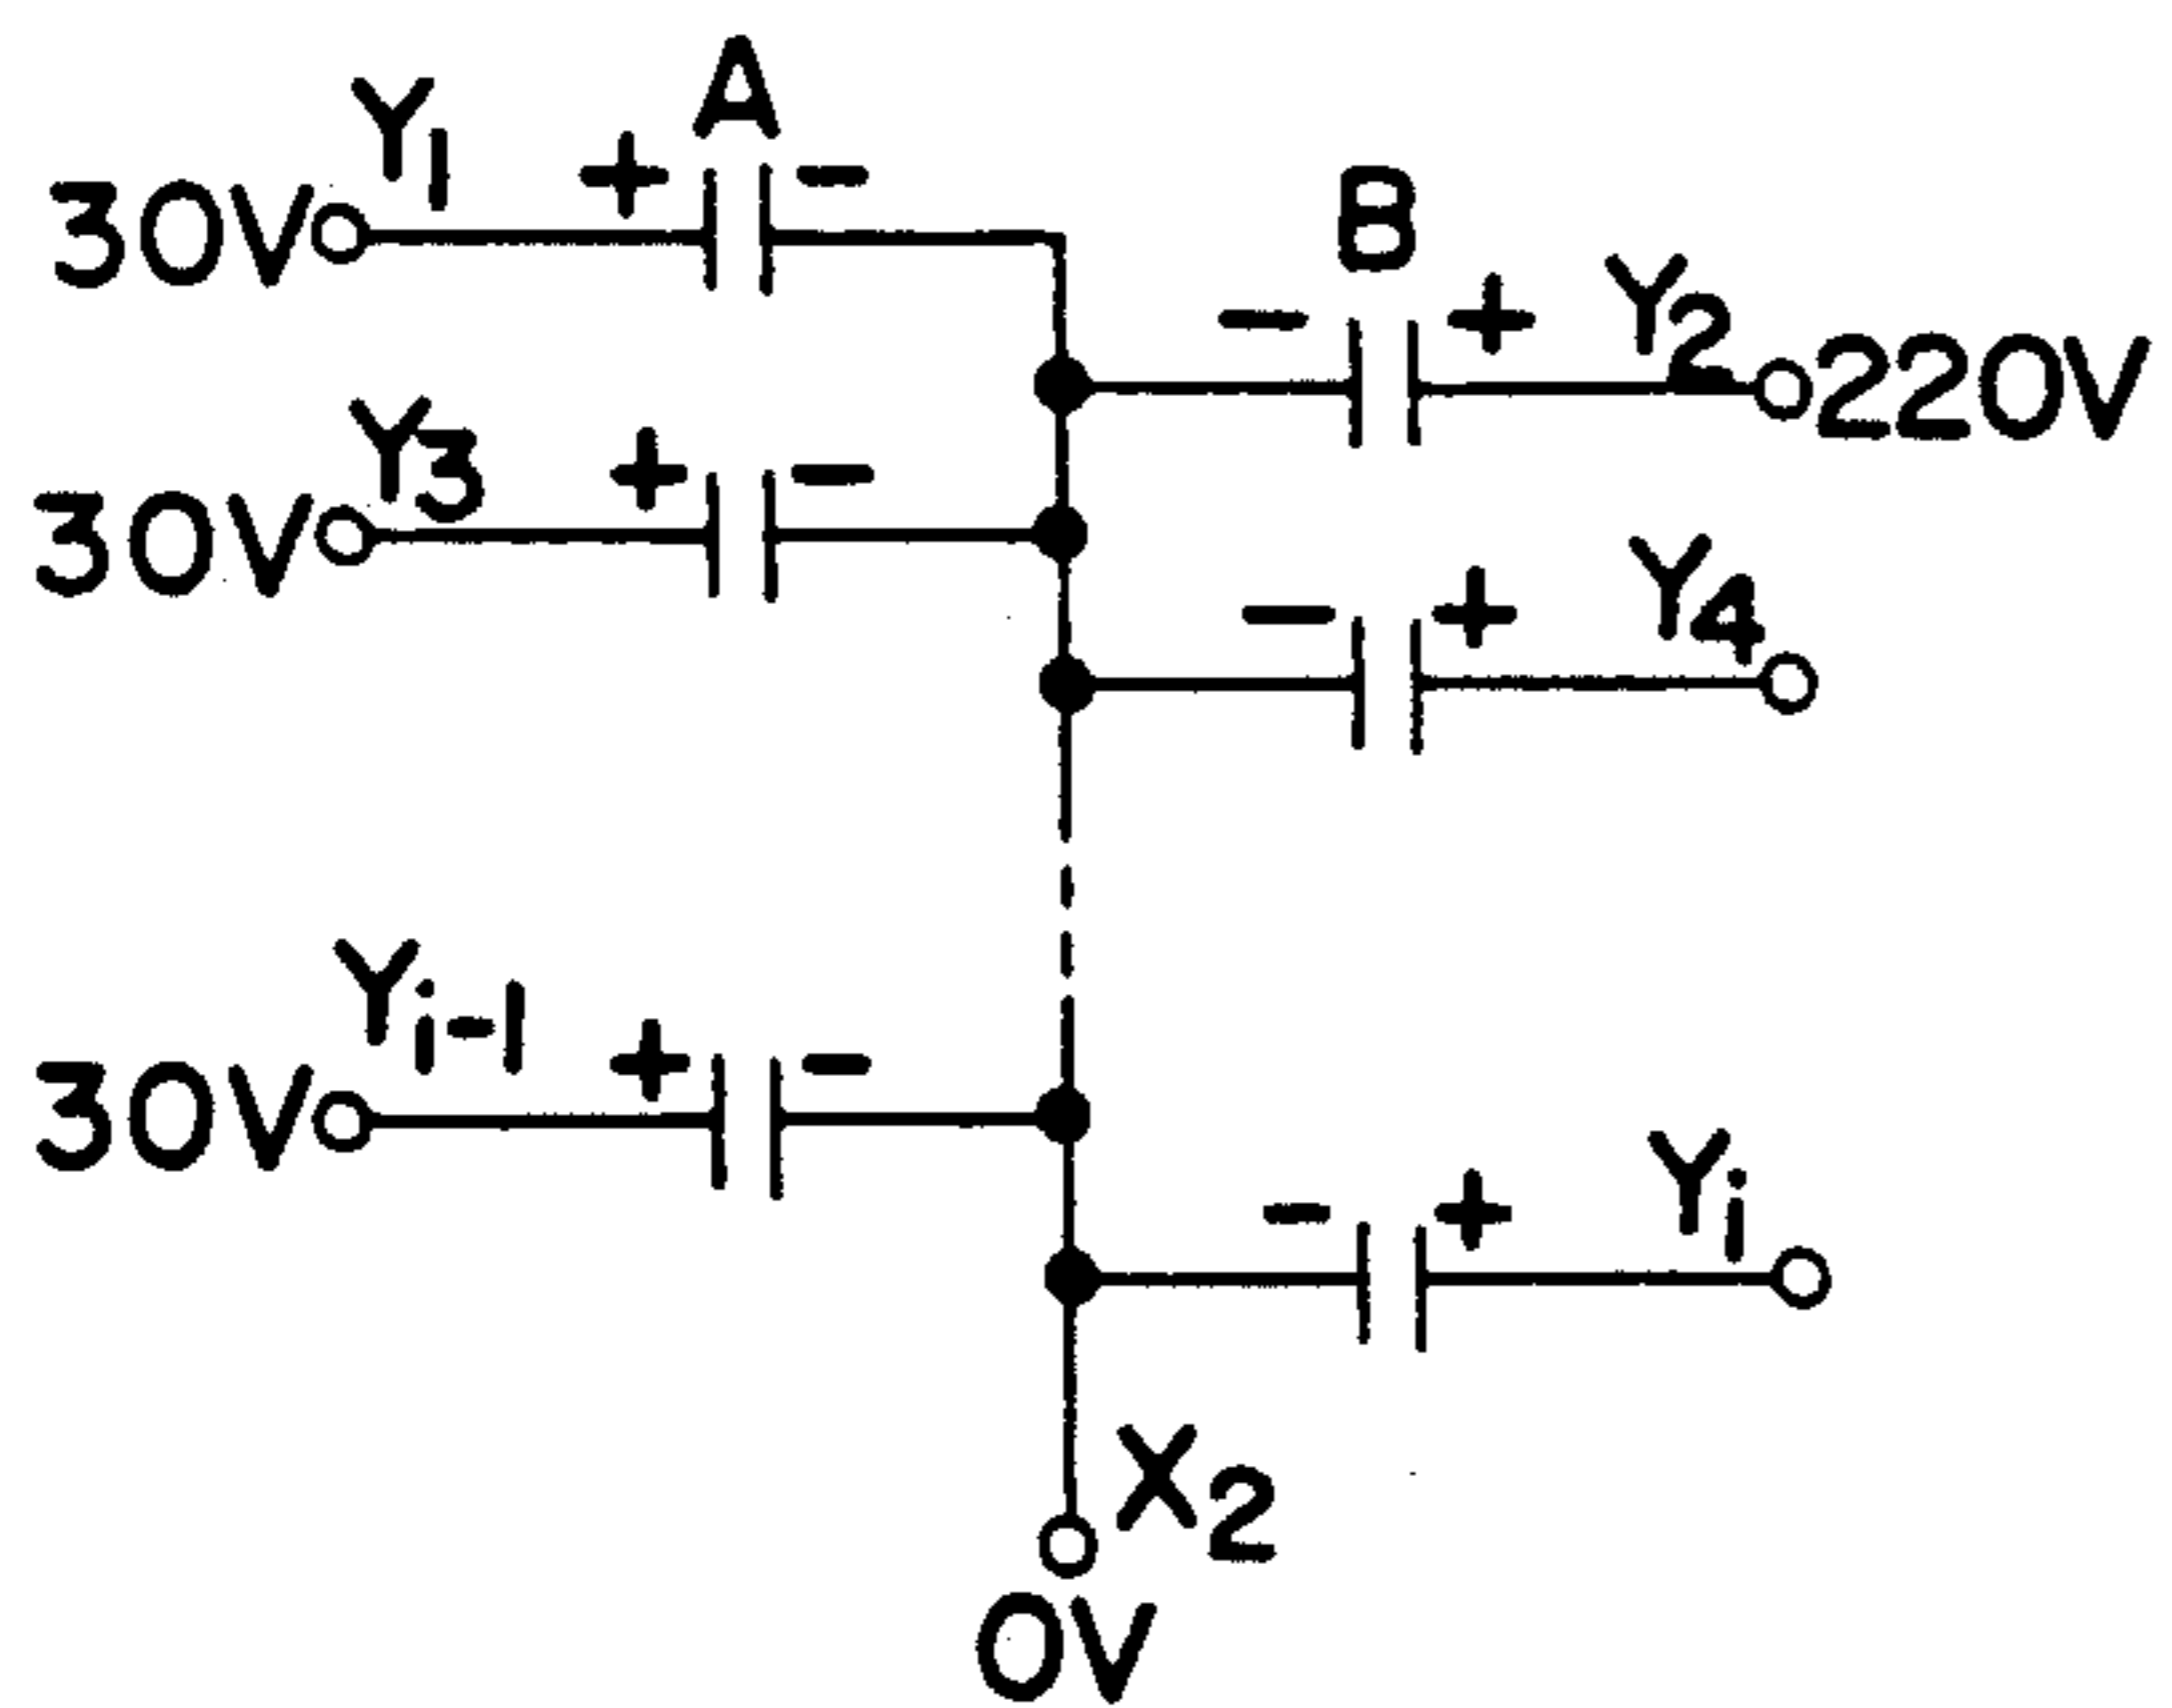 A
Y1
30V + -
B
- + Y2
220V
Y3
30V + -
- + Y4
Yi-1
30V + -
- + Yi
X2
0V